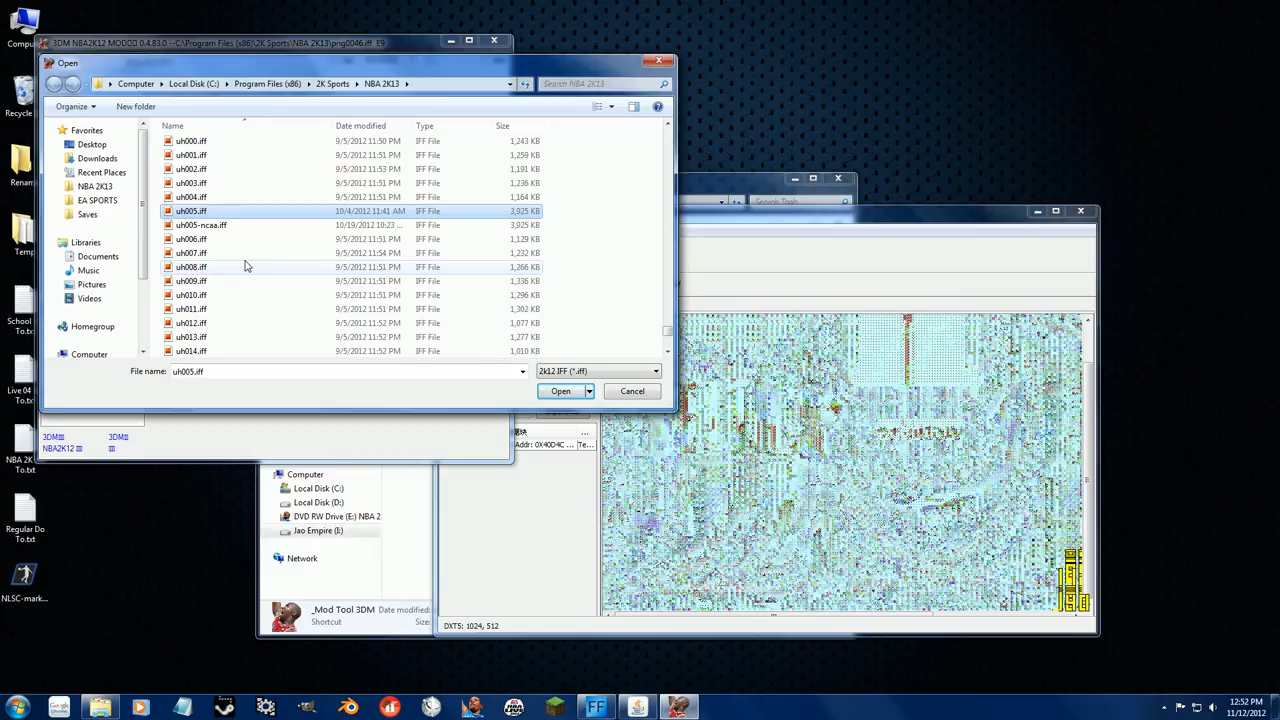 Compu
3DM NBA2K12 MOD 0.4.83.0 --C:\Program Files (x86)\2K Sports\NBA 2K13\png0046.iff E9
Open
Computer Local Disk (C:) Program Files (x86) 2K Sports NBA 2K13
Search NBA 2K13
Organize New folder
Name Date modified Type Size
uh000.iff 9/5/2012 11:50 PM IFF File 1,243 KB
uh001.iff 9/5/2012 11:51 PM IFF File 1,259 KB
uh002.iff 9/5/2012 11:53 PM IFF File 1,191 KB
uh003.iff 9/5/2012 11:51 PM IFF File 1,236 KB
uh004.iff 9/5/2012 11:51 PM IFF File 1,164 KB
uh005.iff 10/4/2012 11:41 AM IFF File 3,925 KB
uh005-ncaa.iff 10/19/2012 10:23 ... IFF File 3,925 KB
uh006.iff 9/5/2012 11:51 PM IFF File 1,129 KB
uh007.iff 9/5/2012 11:54 PM IFF File 1,232 KB
uh008.iff 9/5/2012 11:51 PM IFF File 1,266 KB
uh009.iff 9/5/2012 11:51 PM IFF File 1,336 KB
uh010.iff 9/5/2012 11:51 PM IFF File 1,296 KB
uh011.iff 9/5/2012 11:51 PM IFF File 1,302 KB
uh012.iff 9/5/2012 11:52 PM IFF File 1,077 KB
uh013.iff 9/5/2012 11:52 PM IFF File 1,277 KB
uh014.iff 9/5/2012 11:52 PM IFF File 1,010 KB
Favorites
Desktop
Downloads
Recent Places
NBA 2K13
EA SPORTS
Saves
Libraries
Documents
Music
Pictures
Videos
Homegroup
Computer
File name: uh005.iff 2k12 IFF (*.iff)
Open Cancel
Search Tools
Recycle
Renam
School
To.txt
Live 04
To.txt
NBA 2K
To.txt
Regular Do
To.txt
NLSC-mark...
3DM 3DM
NBA2K12
Addr: 0X40D4C ... Te...
Computer
Local Disk (C:)
Local Disk (D:)
DVD RW Drive (E:) NBA 2
Jao Empire (I:)
Network
_Mod Tool 3DM Date modified:
Shortcut Size:
DXT5: 1024, 512
12:52 PM
11/12/2012